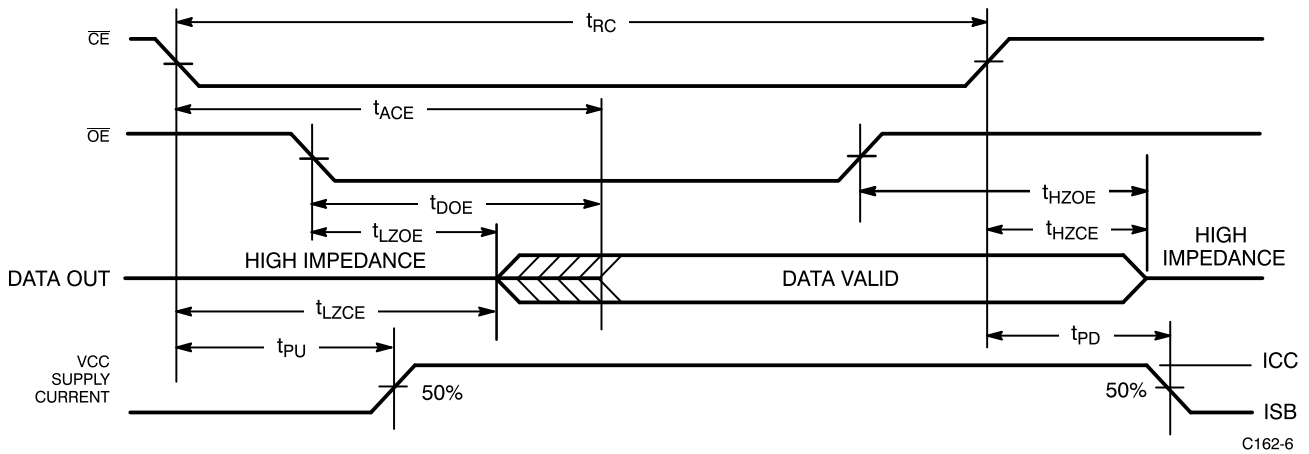 tRC
CE
tACE
OE
tHZOE
tDOE
tLZOE
tHZCE
HIGH
IMPEDANCE
HIGH IMPEDANCE
DATA OUT
DATA VALID
tLZCE
tPU
tPD
VCC
SUPPLY
CURRENT
50%
50%
ICC
ISB
C162-6